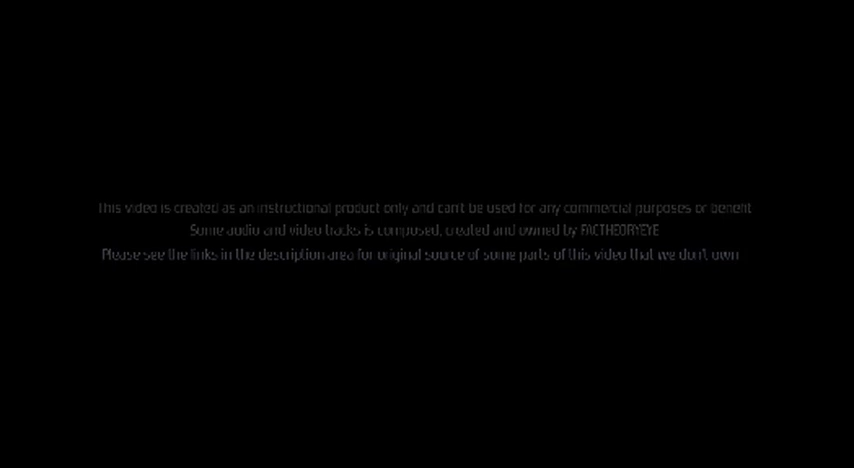 This video is created as an instructional product only and can't be used for any commercial purposes or benefit
Some audio and video tracks is composed, created and owned by FACTHEORYEYE
Please see the links in the description area for original source of some parts of this video that we don't own